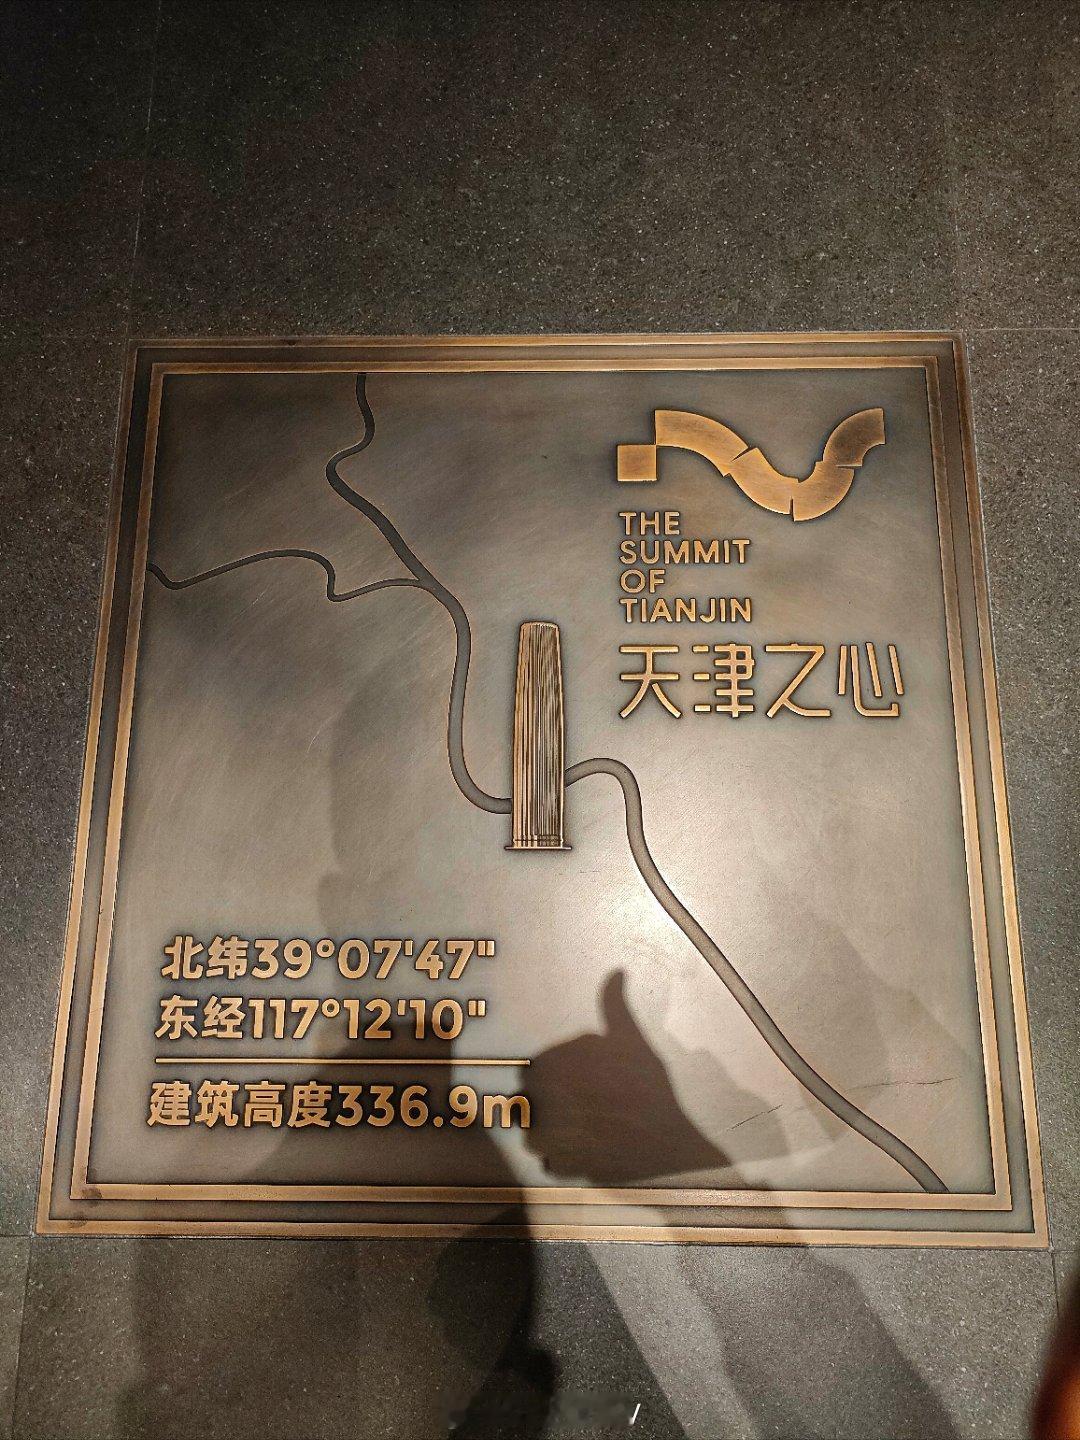 THE
SUMMIT
OF
TIANJIN
天津之心
北纬39°07'47"
东经117°12'10"
建筑高度336.9m